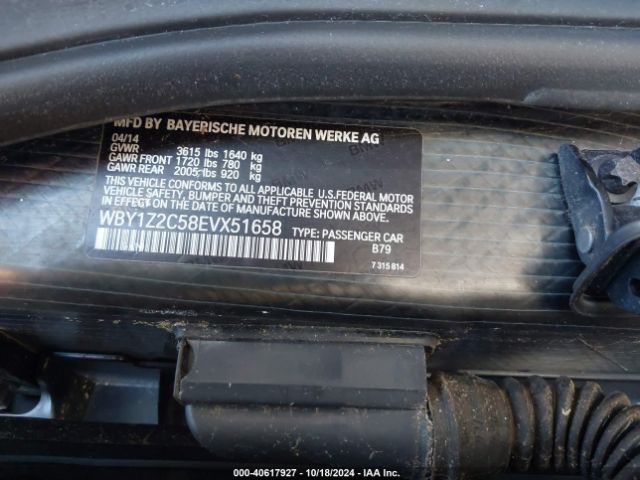 MFD BY BAYERISCHE MOTOREN WERKE AG
04/14
GVWR 3615 lbs 1640 kg
GAWR FRONT 1720 lbs 780 kg
GAWR REAR 2005 lbs 920 kg
THIS VEHICLE CONFORMS TO ALL APPLICABLE U.S.FEDERAL MOTOR
VEHICLE SAFETY, BUMPER AND THEFT PREVENTION STANDARDS
IN EFFECT ON THE DATE OF MANUFACTURE SHOWN ABOVE.
WBY1Z2C58EVX51658 TYPE: PASSENGER CAR
B79
7 315 814
000-40617927 - 10/18/2024 - IAA Inc.